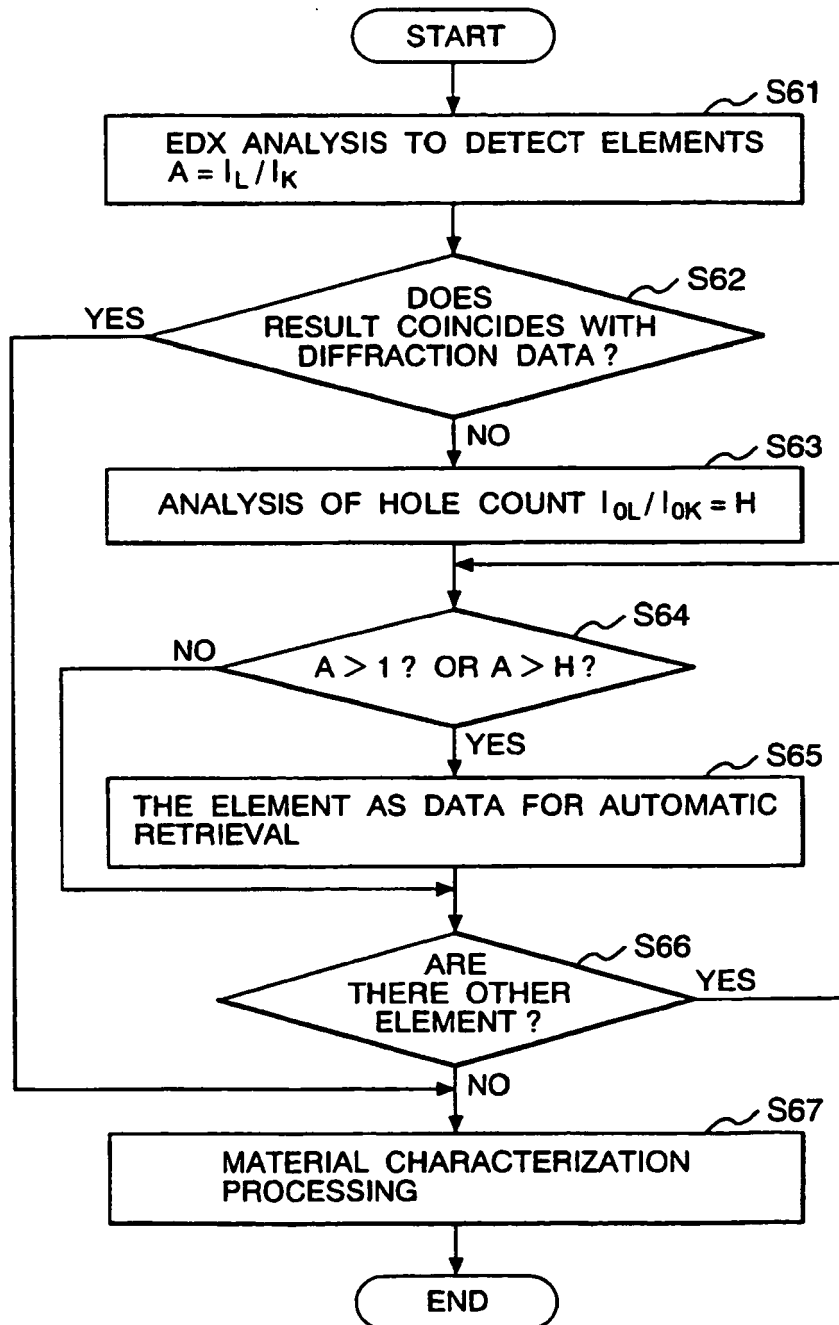 START
S61
EDX ANALYSIS TO DETECT ELEMENTS
A = I_L / I_K
S62
DOES
RESULT COINCIDES WITH
DIFFRACTION DATA ?
YES
NO
S63
ANALYSIS OF HOLE COUNT I_OL / I_OK = H
S64
A > 1 ? OR A > H ?
NO
YES
S65
THE ELEMENT AS DATA FOR AUTOMATIC
RETRIEVAL
S66
ARE
THERE OTHER
ELEMENT ?
YES
NO
S67
MATERIAL CHARACTERIZATION
PROCESSING
END